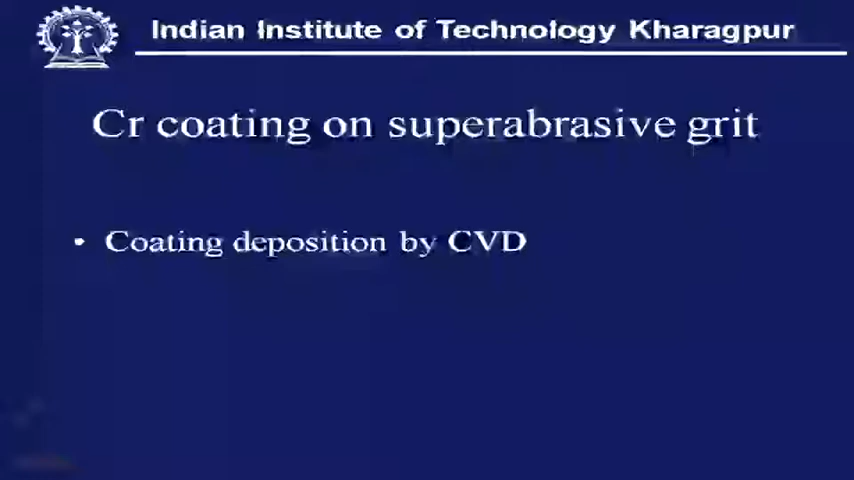 Indian Institute of Technology Kharagpur
Cr coating on superabrasive grit
• Coating deposition by CVD